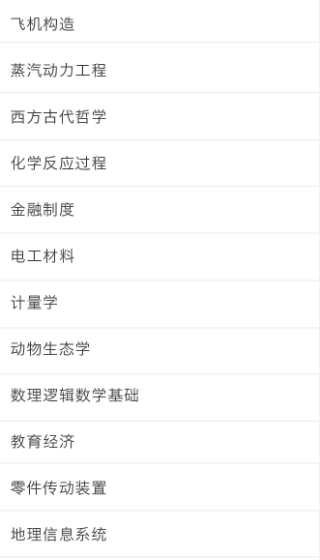 飞机构造
蒸汽动力工程
西方古代哲学
化学反应过程
金融制度
电工材料
计量学
动物生态学
数理逻辑数学基础
教育经济
零件传动装置
地理信息系统